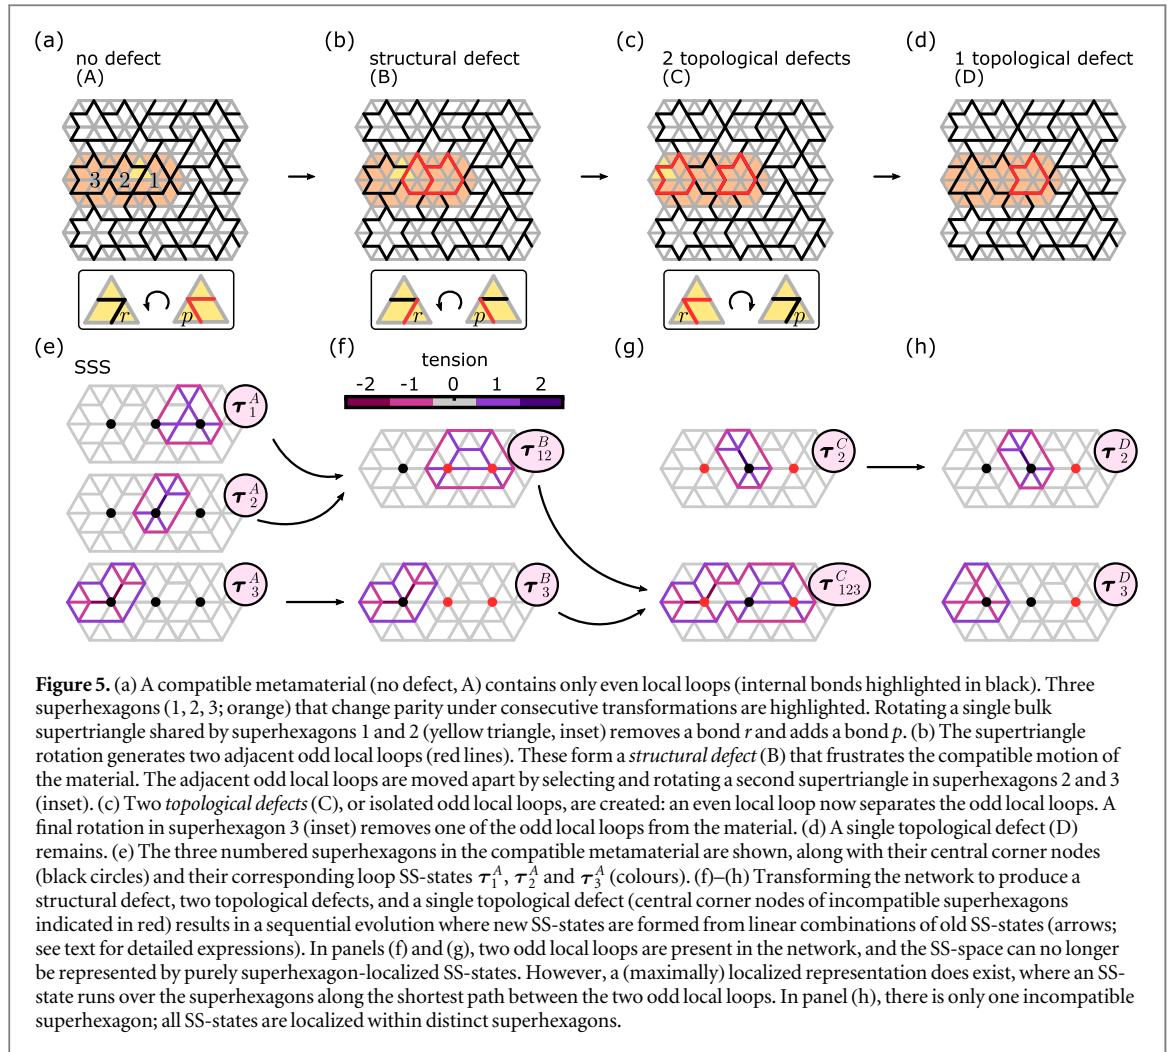 (a)
no defect
(A)
(b)
structural defect
(B)
(c)
2 topological defects
(C)
(d)
1 topological defect
(D)
3 2 1
r p
r p
r p
(e)
SSS
τ₁ᴬ
τ₂ᴬ
τ₃ᴬ
(f)
tension
-2 -1 0 1 2
τ₁₂ᴮ
τ₃ᴮ
(g)
τ₂ᶜ
τ₁₂₃ᶜ
(h)
τ₂ᴰ
τ₃ᴰ
Figure 5. (a) A compatible metamaterial (no defect, A) contains only even local loops (internal bonds highlighted in black). Three
superhexagons (1, 2, 3; orange) that change parity under consecutive transformations are highlighted. Rotating a single bulk
supertriangle shared by superhexagons 1 and 2 (yellow triangle, inset) removes a bond r and adds a bond p. (b) The supertriangle
rotation generates two adjacent odd local loops (red lines). These form a structural defect (B) that frustrates the compatible motion of
the material. The adjacent odd local loops are moved apart by selecting and rotating a second supertriangle in superhexagons 2 and 3
(inset). (c) Two topological defects (C), or isolated odd local loops, are created: an even local loop now separates the odd local loops. A
final rotation in superhexagon 3 (inset) removes one of the odd local loops from the material. (d) A single topological defect (D)
remains. (e) The three numbered superhexagons in the compatible metamaterial are shown, along with their central corner nodes
(black circles) and their corresponding loop SS-states τ₁ᴬ, τ₂ᴬ and τ₃ᴬ (colours). (f)–(h) Transforming the network to produce a
structural defect, two topological defects, and a single topological defect (central corner nodes of incompatible superhexagons
indicated in red) results in a sequential evolution where new SS-states are formed from linear combinations of old SS-states (arrows;
see text for detailed expressions). In panels (f) and (g), two odd local loops are present in the network, and the SS-space can no longer
be represented by purely superhexagon-localized SS-states. However, a (maximally) localized representation does exist, where an SS-
state runs over the superhexagons along the shortest path between the two odd local loops. In panel (h), there is only one incompatible
superhexagon; all SS-states are localized within distinct superhexagons.